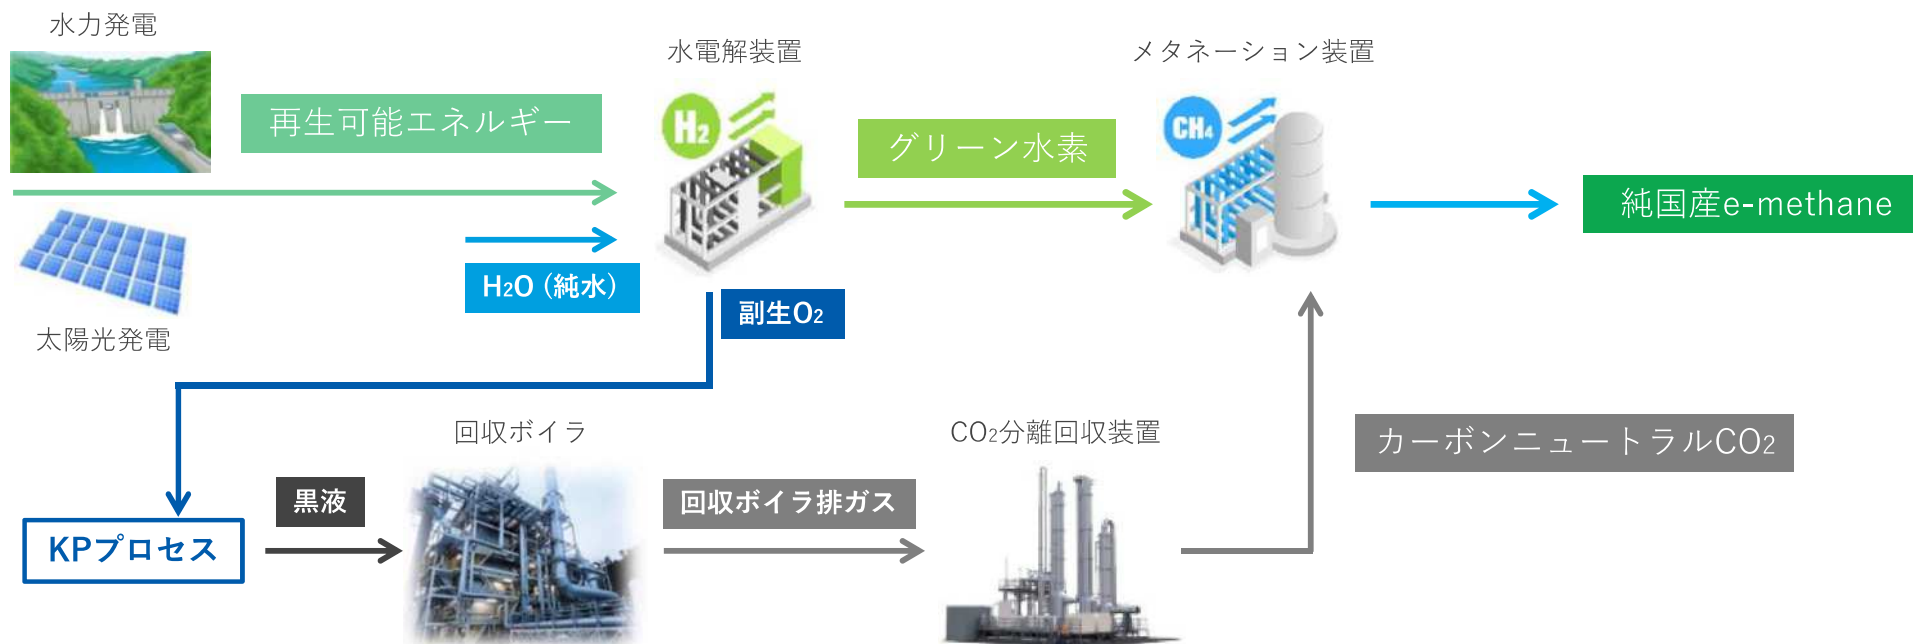 水力発電
水電解装置
メタネーション装置
再生可能エネルギー
H2
グリーン水素
CH4
純国産e-methane
H2O (純水)
副生O2
太陽光発電
回収ボイラ
CO2分離回収装置
カーボンニュートラルCO2
黒液
回収ボイラ排ガス
KPプロセス